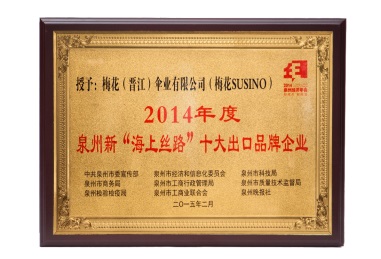 授予：梅花（晋江）伞业有限公司（梅花SUSINO）
2014年度
泉州新“海上丝路”十大出口品牌企业
中共泉州市委宣传部 泉州市经济和信息化委员会 泉州市科技局
泉州市商务局 泉州市工商行政管理局 泉州市质量技术监督局
泉州检验检疫局 泉州市工商业联合会 泉州晚报社
二〇一五年二月